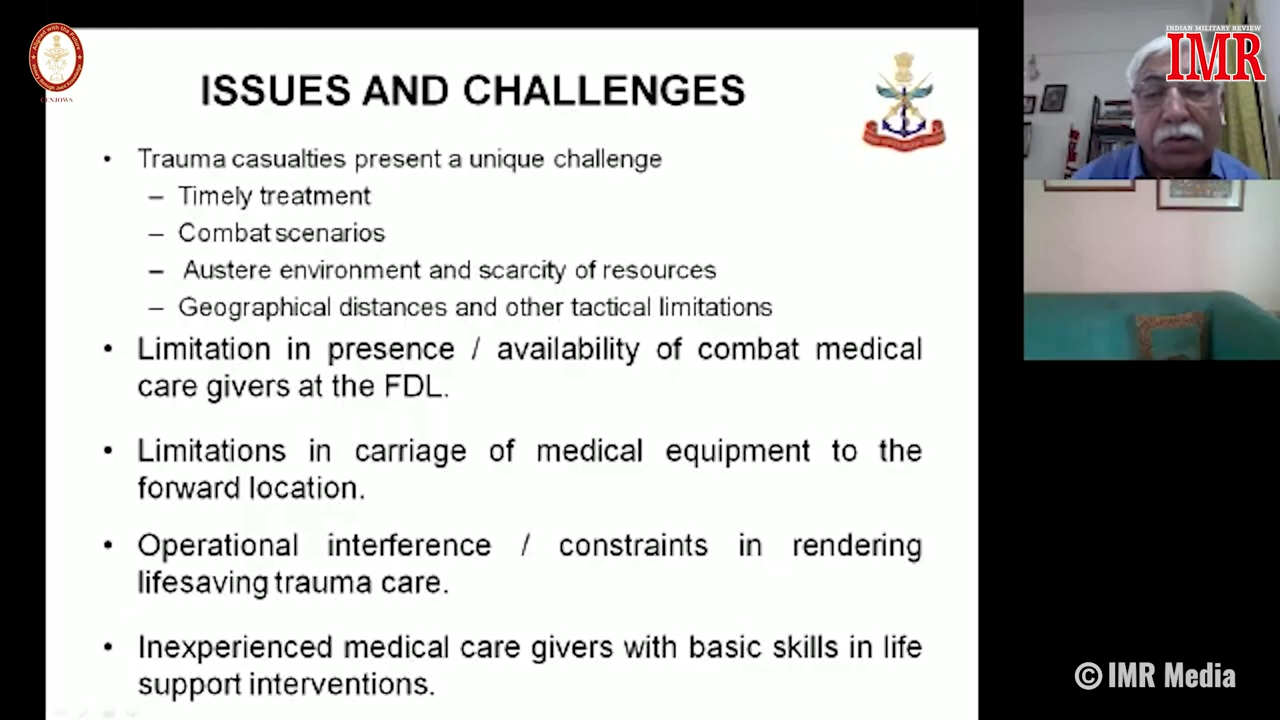 ISSUES AND CHALLENGES
• Trauma casualties present a unique challenge
– Timely treatment
– Combat scenarios
– Austere environment and scarcity of resources
– Geographical distances and other tactical limitations
• Limitation in presence / availability of combat medical
care givers at the FDL.
• Limitations in carriage of medical equipment to the
forward location.
• Operational interference / constraints in rendering
lifesaving trauma care.
• Inexperienced medical care givers with basic skills in life
support interventions.
CENJOWS
INDIAN MILITARY REVIEW
IMR
© IMR Media